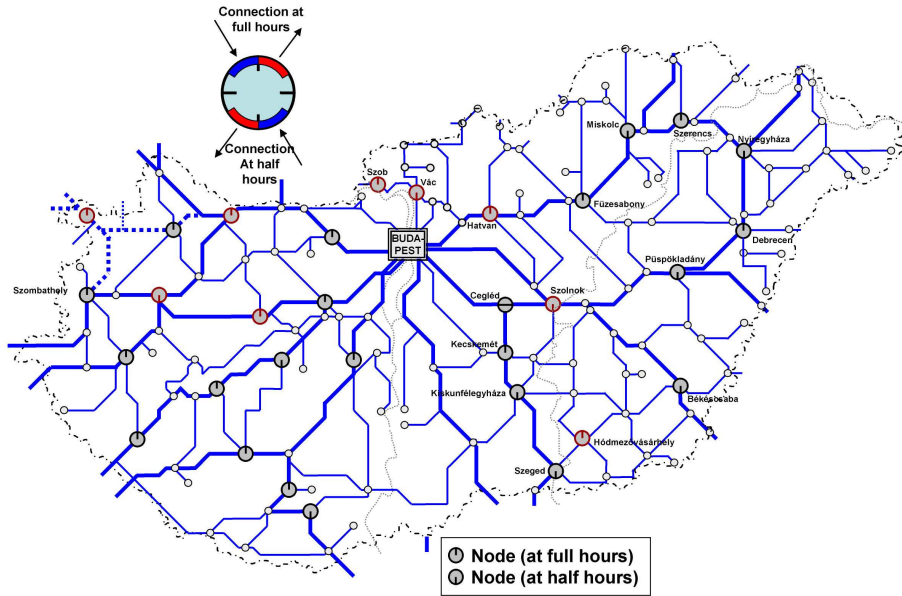 Connection at
full hours
Connection
At half
hours
Szob
Vác
Miskolc
Szerencs
Nyiregyháza
Hatvan
Füzesabony
BUDA-
PEST
Debrecen
Püspökladány
Szombathely
Cegléd
Szolnok
Kecskemét
Kiskunfélegyháza
Békéscsaba
Hódmezővásárhely
Szeged
Node (at full hours)
Node (at half hours)